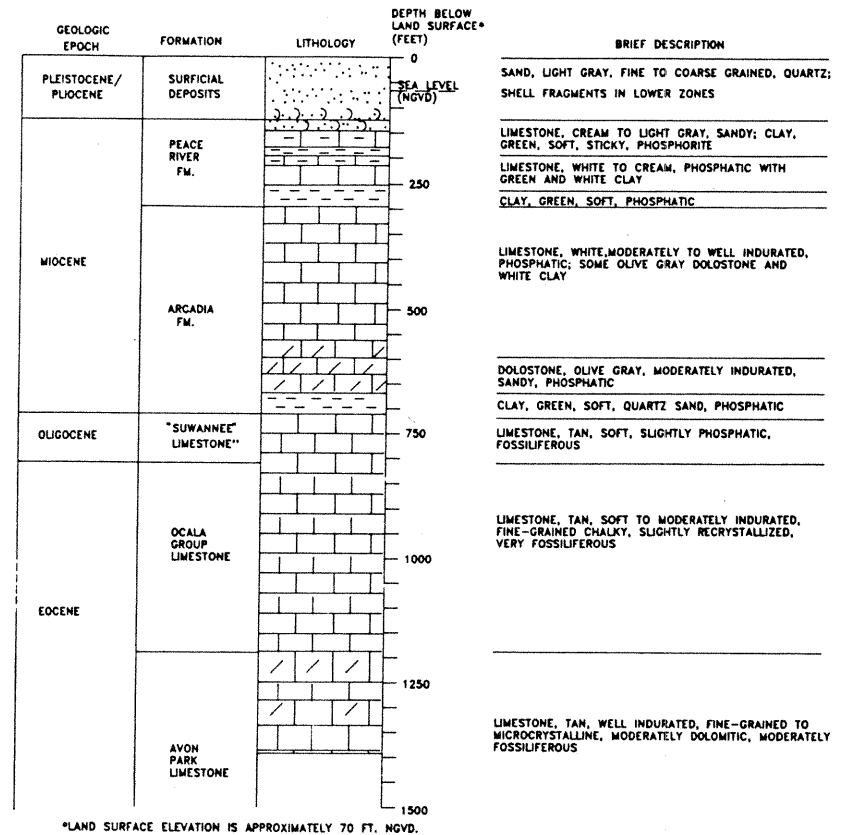 GEOLOGIC
EPOCH
FORMATION
LITHOLOGY
DEPTH BELOW
LAND SURFACE*
(FEET)
BRIEF DESCRIPTION
0
PLEISTOCENE/
PLIOCENE
SURFICIAL
DEPOSITS
SEA LEVEL
(NGVD)
SAND, LIGHT GRAY, FINE TO COARSE GRAINED, QUARTZ;
SHELL FRAGMENTS IN LOWER ZONES
PEACE
RIVER
FM.
LIMESTONE, CREAM TO LIGHT GRAY, SANDY; CLAY,
GREEN, SOFT, STICKY, PHOSPHORITE
LIMESTONE, WHITE TO CREAM, PHOSPHATIC WITH
GREEN AND WHITE CLAY
250
CLAY, GREEN, SOFT, PHOSPHATIC
MIOCENE
LIMESTONE, WHITE,MODERATELY TO WELL INDURATED,
PHOSPHATIC; SOME OLIVE GRAY DOLOSTONE AND
WHITE CLAY
ARCADIA
FM.
500
DOLOSTONE, OLIVE GRAY, MODERATELY INDURATED,
SANDY, PHOSPHATIC
CLAY, GREEN, SOFT, QUARTZ SAND, PHOSPHATIC
OLIGOCENE
"SUWANNEE"
LIMESTONE"
750
LIMESTONE, TAN, SOFT, SLIGHTLY PHOSPHATIC,
FOSSILIFEROUS
OCALA
GROUP
LIMESTONE
LIMESTONE, TAN, SOFT TO MODERATELY INDURATED,
FINE-GRAINED CHALKY, SLIGHTLY RECRYSTALLIZED,
VERY FOSSILIFEROUS
1000
EOCENE
1250
AVON
PARK
LIMESTONE
LIMESTONE, TAN, WELL INDURATED, FINE-GRAINED TO
MICROCRYSTALLINE, MODERATELY DOLOMITIC, MODERATELY
FOSSILIFEROUS
1500
*LAND SURFACE ELEVATION IS APPROXIMATELY 70 FT. NGVD.